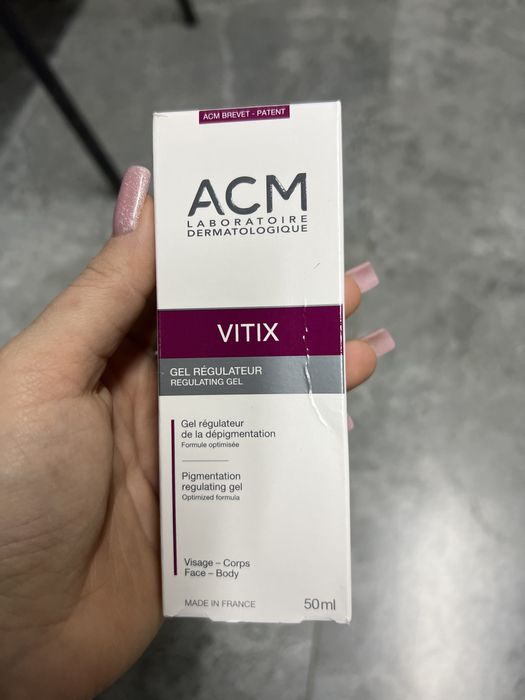 ACM BREVET - PATENT
ACM
LABORATOIRE
DERMATOLOGIQUE
VITIX
GEL RÉGULATEUR
REGULATING GEL
Gel régulateur
de la dépigmentation
Formule optimisée
Pigmentation
regulating gel
Optimized formula
Visage – Corps
Face – Body
MADE IN FRANCE 50ml